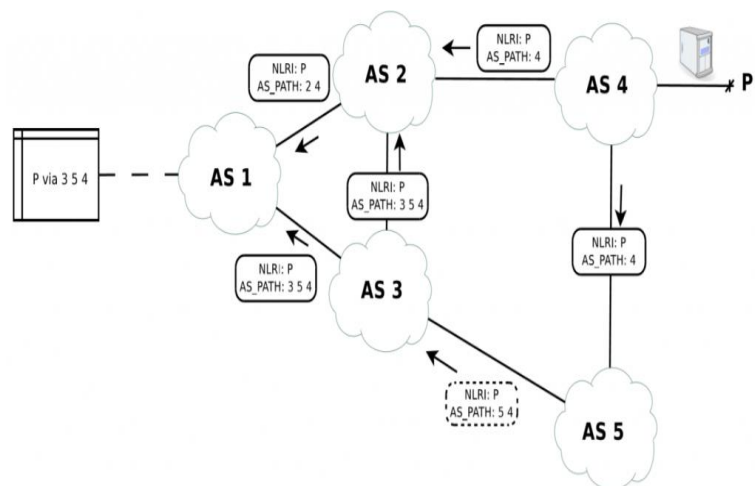 NLRI: P
AS_PATH: 4
AS 2
AS 4
P
NLRI: P
AS_PATH: 2 4
P via 3 5 4
AS 1
NLRI: P
AS_PATH: 3 5 4
NLRI: P
AS_PATH: 4
NLRI: P
AS_PATH: 3 5 4
AS 3
NLRI: P
AS_PATH: 5 4
AS 5